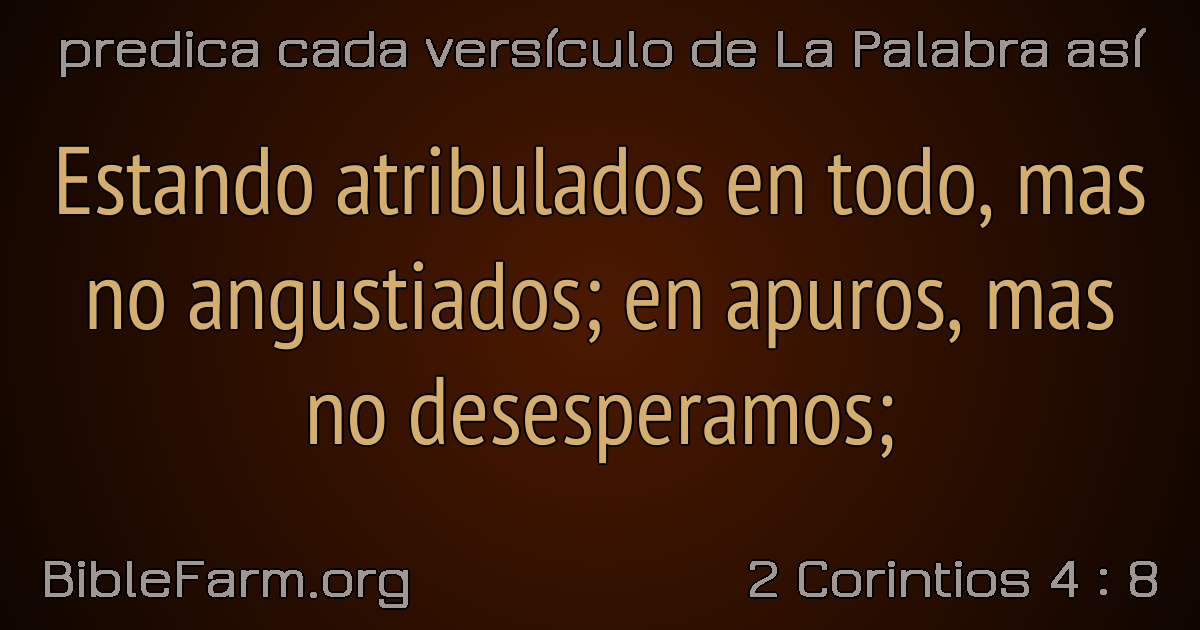 predica cada versículo de La Palabra así
Estando atribulados en todo, mas
no angustiados; en apuros, mas
no desesperamos;
BibleFarm.org
2 Corintios 4 : 8